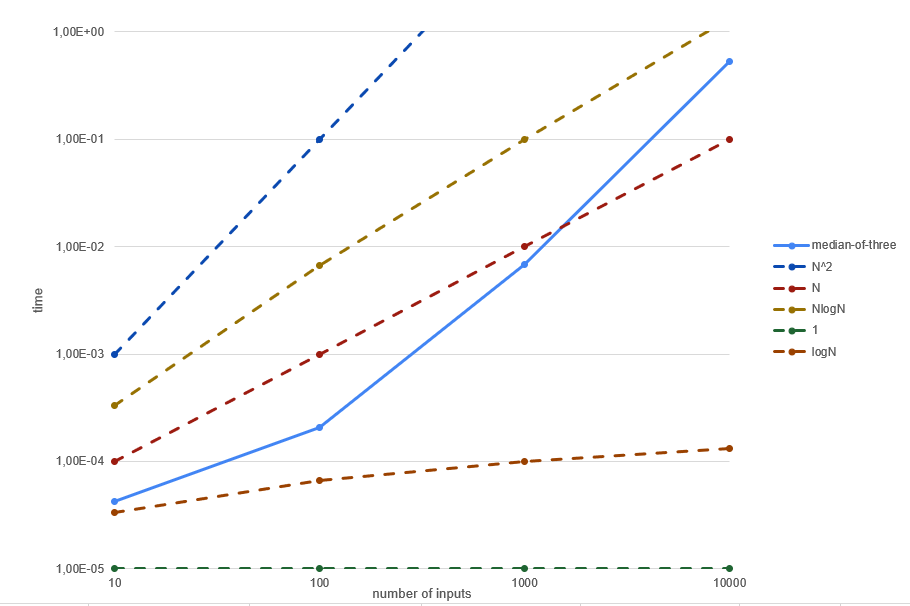 1,00E+00
1,00E-01
1,00E-02
1,00E-03
1,00E-04
1,00E-05
time
10
100
1000
10000
number of inputs
median-of-three
N^2
N
NlogN
1
logN